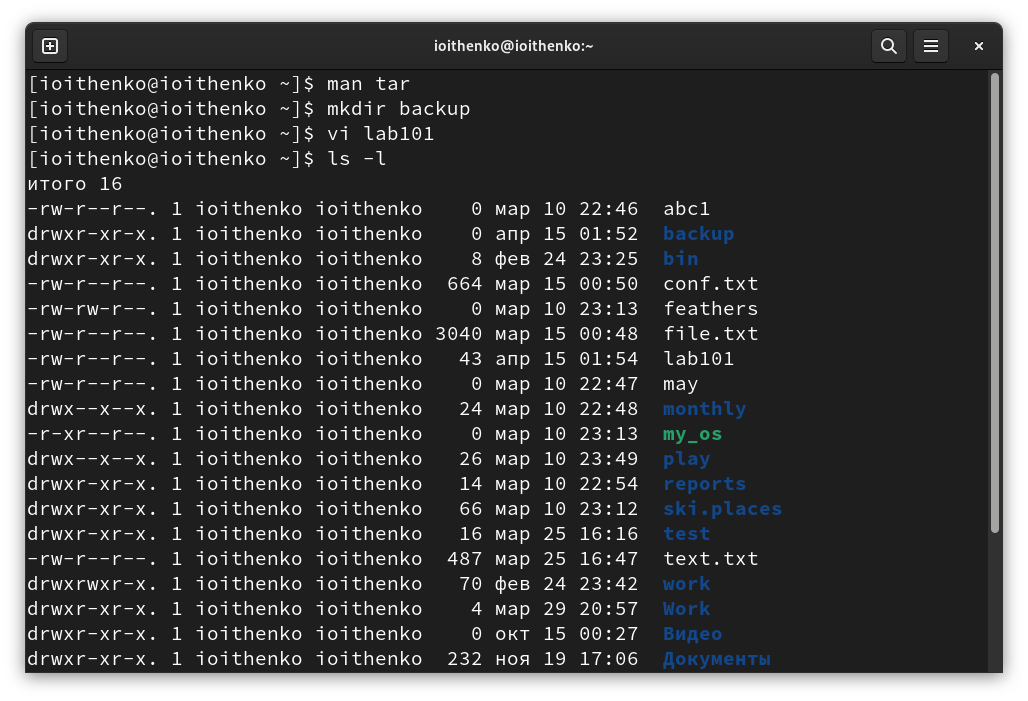 ioithenko@ioithenko:~
[ioithenko@ioithenko ~]$ man tar
[ioithenko@ioithenko ~]$ mkdir backup
[ioithenko@ioithenko ~]$ vi lab101
[ioithenko@ioithenko ~]$ ls -l
итого 16
-rw-r--r--. 1 ioithenko ioithenko    0 мар 10 22:46  abc1
drwxr-xr-x. 1 ioithenko ioithenko    0 апр 15 01:52  backup
drwxr-xr-x. 1 ioithenko ioithenko    8 фев 24 23:25  bin
-rw-r--r--. 1 ioithenko ioithenko  664 мар 15 00:50  conf.txt
-rw-rw-r--. 1 ioithenko ioithenko    0 мар 10 23:13  feathers
-rw-r--r--. 1 ioithenko ioithenko 3040 мар 15 00:48  file.txt
-rw-r--r--. 1 ioithenko ioithenko   43 апр 15 01:54  lab101
-rw-r--r--. 1 ioithenko ioithenko    0 мар 10 22:47  may
drwx--x--x. 1 ioithenko ioithenko   24 мар 10 22:48  monthly
-r-xr--r--. 1 ioithenko ioithenko    0 мар 10 23:13  my_os
drwx--x--x. 1 ioithenko ioithenko   26 мар 10 23:49  play
drwxr-xr-x. 1 ioithenko ioithenko   14 мар 10 22:54  reports
drwxr-xr-x. 1 ioithenko ioithenko   66 мар 10 23:12  ski.places
drwxr-xr-x. 1 ioithenko ioithenko   16 мар 25 16:16  test
-rw-r--r--. 1 ioithenko ioithenko  487 мар 25 16:47  text.txt
drwxrwxr-x. 1 ioithenko ioithenko   70 фев 24 23:42  work
drwxr-xr-x. 1 ioithenko ioithenko    4 мар 29 20:57  Work
drwxr-xr-x. 1 ioithenko ioithenko    0 окт 15 00:27  Видео
drwxr-xr-x. 1 ioithenko ioithenko  232 ноя 19 17:06  Документы